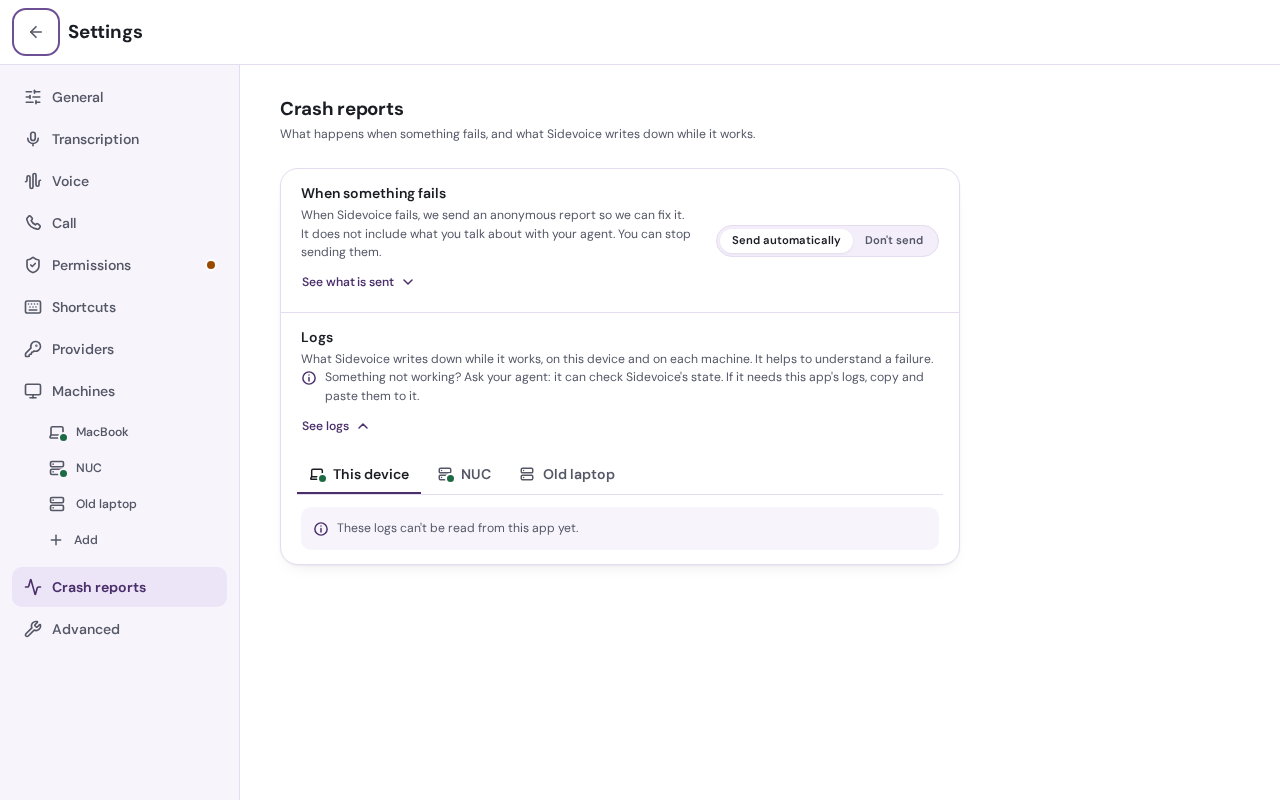 Settings
General
Transcription
Voice
Call
Permissions
Shortcuts
Providers
Machines
MacBook
NUC
Old laptop
Add
Crash reports
Advanced
Crash reports
What happens when something fails, and what Sidevoice writes down while it works.
When something fails
When Sidevoice fails, we send an anonymous report so we can fix it.
It does not include what you talk about with your agent. You can stop
sending them.
Send automatically
Don't send
See what is sent
Logs
What Sidevoice writes down while it works, on this device and on each machine. It helps to understand a failure.
Something not working? Ask your agent: it can check Sidevoice's state. If it needs this app's logs, copy and
paste them to it.
See logs
This device
NUC
Old laptop
These logs can't be read from this app yet.